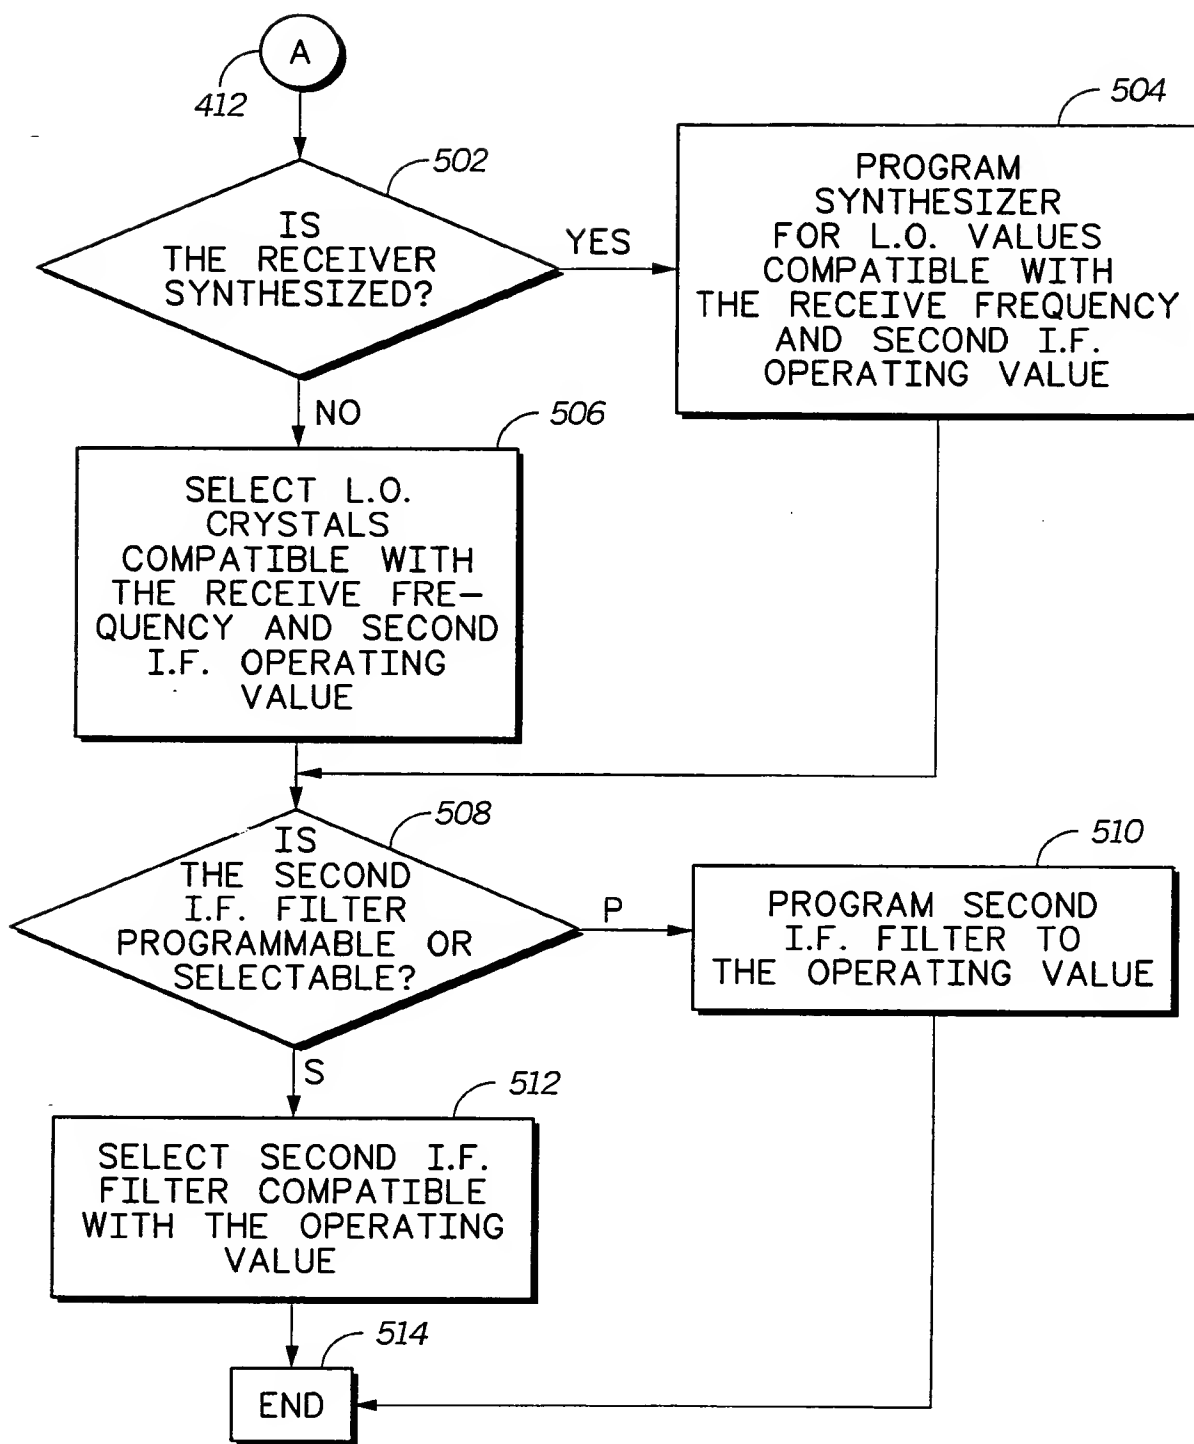 A
412
502
IS
THE RECEIVER
SYNTHESIZED?
YES
504
PROGRAM
SYNTHESIZER
FOR L.O. VALUES
COMPATIBLE WITH
THE RECEIVE FREQUENCY
AND SECOND I.F.
OPERATING VALUE
NO
506
SELECT L.O.
CRYSTALS
COMPATIBLE WITH
THE RECEIVE FRE-
QUENCY AND SECOND
I.F. OPERATING
VALUE
508
IS
THE SECOND
I.F. FILTER
PROGRAMMABLE OR
SELECTABLE?
P
510
PROGRAM SECOND
I.F. FILTER TO
THE OPERATING VALUE
S
512
SELECT SECOND I.F.
FILTER COMPATIBLE
WITH THE OPERATING
VALUE
514
END